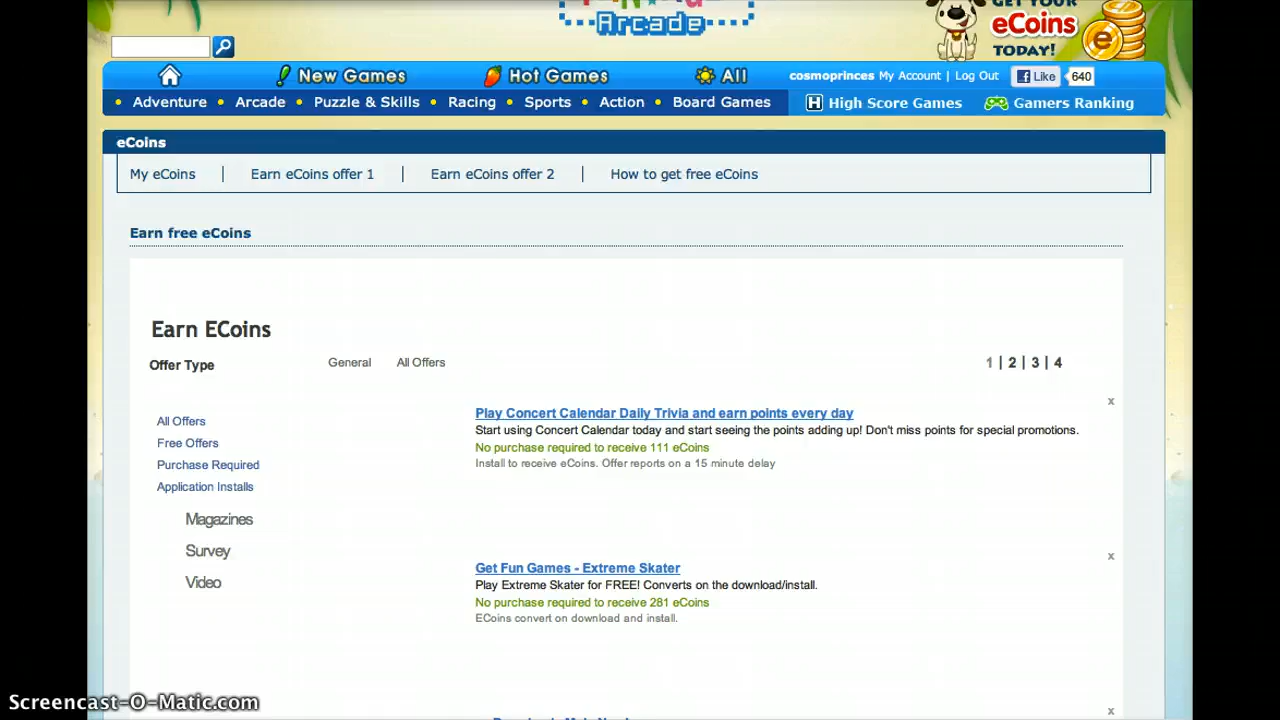 Arcade
GET YOUR
eCoins
TODAY!
New Games
Hot Games
All
cosmoprinces My Account | Log Out
Like
640
Adventure
Arcade
Puzzle & Skills
Racing
Sports
Action
Board Games
High Score Games
Gamers Ranking
eCoins
My eCoins | Earn eCoins offer 1 | Earn eCoins offer 2 | How to get free eCoins
Earn free eCoins
Earn ECoins
Offer Type
General
All Offers
1 | 2 | 3 | 4
All Offers
Free Offers
Purchase Required
Application Installs
Magazines
Survey
Video
x
Play Concert Calendar Daily Trivia and earn points every day
Start using Concert Calendar today and start seeing the points adding up! Don't miss points for special promotions.
No purchase required to receive 111 eCoins
Install to receive eCoins. Offer reports on a 15 minute delay
x
Get Fun Games - Extreme Skater
Play Extreme Skater for FREE! Converts on the download/install.
No purchase required to receive 281 eCoins
ECoins convert on download and install.
x
Screencast-O-Matic.com